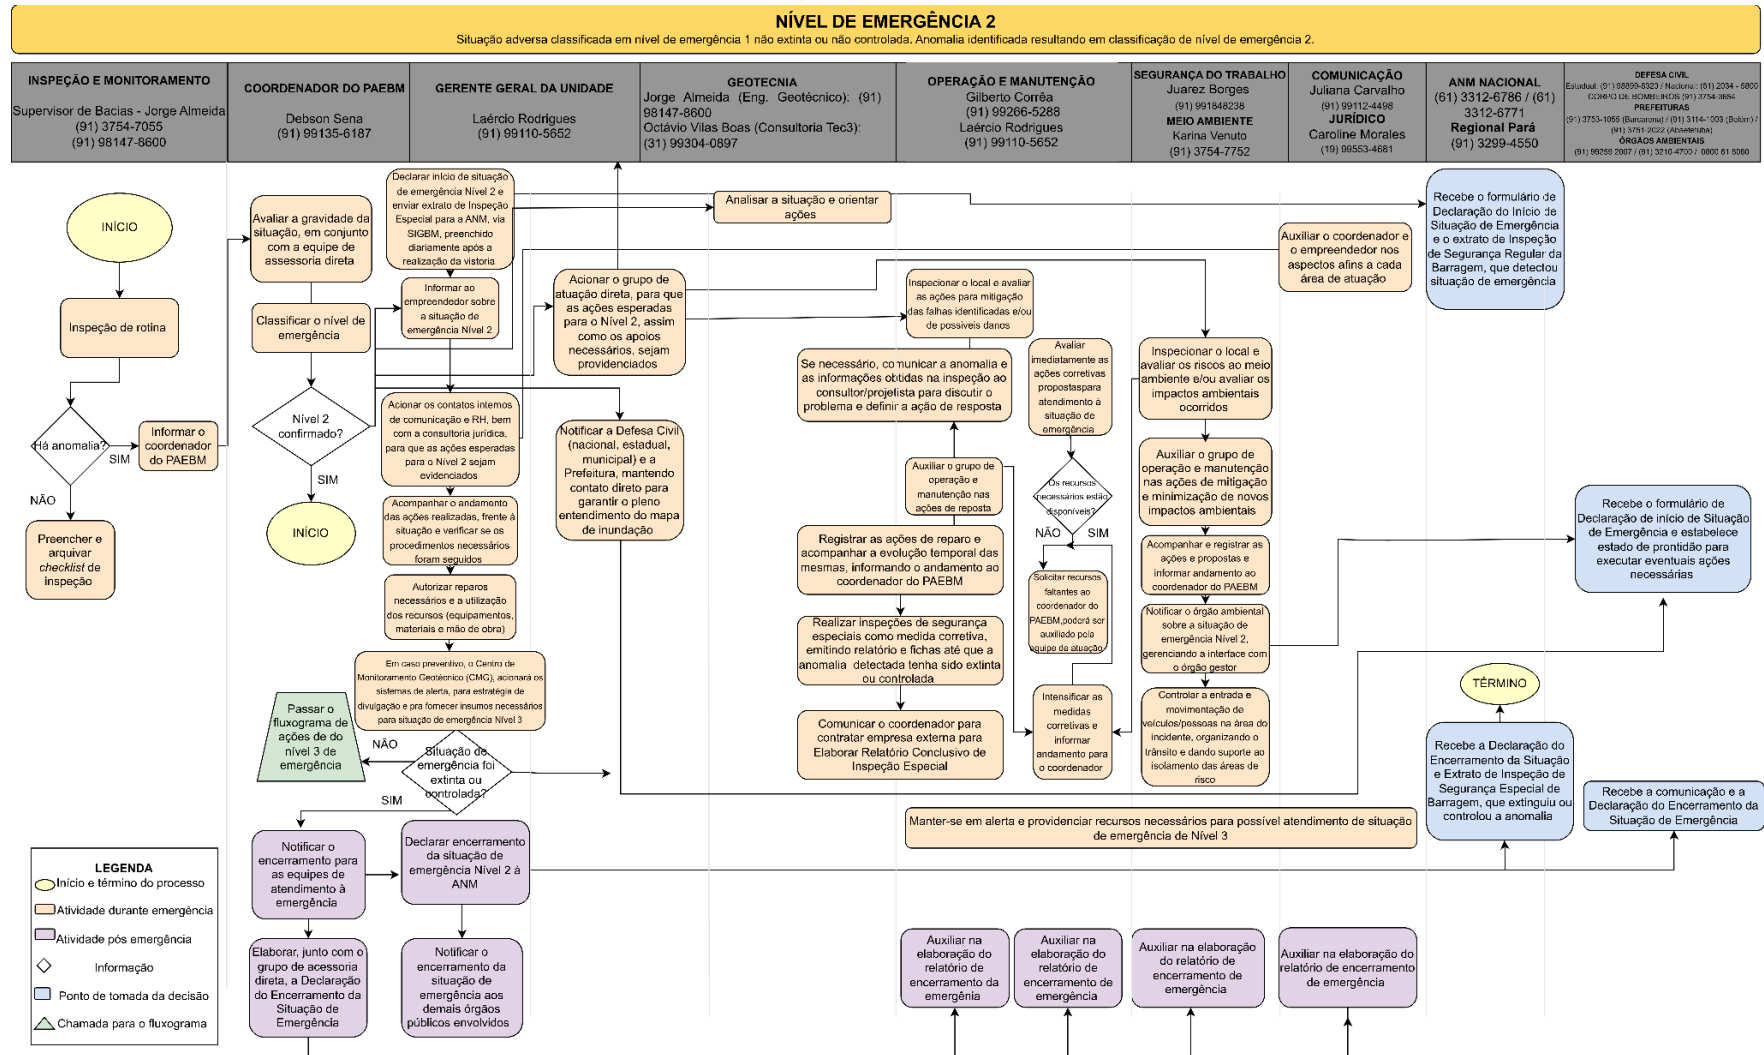 NÍVEL DE EMERGÊNCIA 2
Situação adversa classificada em nível de emergência 1 não extinta ou não controlada. Anomalia identificada resultando em classificação de nível de emergência 2.
INSPEÇÃO E MONITORAMENTO
Supervisor de Bacias - Jorge Almeida
(91) 3754-7055
(91) 98147-8600
COORDENADOR DO PAEBM
Debson Sena
(91) 99135-6187
GERENTE GERAL DA UNIDADE
Laércio Rodrigues
(91) 99110-5652
GEOTECNIA
Jorge Almeida (Eng. Geotécnico): (91)
98147-8600
Octávio Vilas Boas (Consultoria Tec3):
(31) 99304-0897
OPERAÇÃO E MANUTENÇÃO
Gilberto Corrêa
(91) 99266-5288
Laércio Rodrigues
(91) 99110-5652
SEGURANÇA DO TRABALHO
Juarez Borges
(91) 991848238
MEIO AMBIENTE
Karina Venuto
(91) 3754-7752
COMUNICAÇÃO
Juliana Carvalho
(91) 99112-4498
JURÍDICO
Caroline Morales
(19) 99553-4681
ANM NACIONAL
(61) 3312-6786 / (61)
3312-6771
Regional Pará
(91) 3299-4550
DEFESA CIVIL
Estadual: (91) 98899-6323 / Nacional: (61) 2034 - 5800
CORPO DE BOMBEIROS (91) 3754-3654
PREFEITURAS
(91) 3753-1055 (Barcarena) / (91) 3114-1003 (Belém) /
(91) 3751-2022 (Abaetetuba)
ÓRGÃOS AMBIENTAIS
INÍCIO
Inspeção de rotina
Há anomalia?
SIM
NÃO
Informar o
coordenador
do PAEBM
Preencher e
arquivar
checklist de
inspeção
Avaliar a gravidade da
situação, em conjunto
com a equipe de
assessoria direta
Classificar o nível de
emergência
Nível 2
confirmado?
SIM
INÍCIO
Declarar início de situação
de emergência Nível 2 e
enviar extrato de Inspeção
Especial para a ANM, via
SIGBM, preenchido
diariamente após a
realização da vistoria
Informar ao
empreendedor sobre
a situação de
emergência Nível 2
Acionar os contatos internos
de comunicação e RH, bem
com a consultoria jurídica,
para que as ações esperadas
para o Nível 2 sejam
evidenciados
Acompanhar o andamento
das ações realizadas, frente à
situação e verificar se os
procedimentos necessários
foram seguidos
Autorizar reparos
necessários e a utilização
dos recursos (equipamentos,
materiais e mão de obra)
Em caso preventivo, o Centro de
Monitoramento Geotécnico (CMG), acionará os
sistemas de alerta, para estratégia de
divulgação e pra fornecer insumos necessários
para situação de emergência Nível 3
Situação de
emergência foi
extinta ou
controlada?
NÃO
SIM
Passar o
fluxograma de
ações de do
nível 3 de
emergência
Acionar o grupo de
atuação direta, para que
as ações esperadas
para o Nível 2, assim
como os apoios
necessários, sejam
providenciados
Notificar a Defesa Civil
(nacional, estadual,
municipal) e a
Prefeitura, mantendo
contato direto para
garantir o pleno
entendimento do mapa
de inundação
Analisar a situação e orientar
ações
Inspecionar o local e avaliar
as ações para mitigação
das falhas identificadas e/ou
de possiveis danos
Se necessário, comunicar a anomalia e
as informações obtidas na inspeção ao
consultor/projetista para discutir o
problema e definir a ação de resposta
Auxiliar o grupo de
operação e
manutenção nas
ações de reposta
Registrar as ações de reparo e
acompanhar a evolução temporal das
mesmas, informando o andamento ao
coordenador do PAEBM
Realizar inspeções de segurança
especiais como medida corretiva,
emitindo relatório e fichas até que a
anomalia detectada tenha sido extinta
ou controlada
Comunicar o coordenador para
contratar empresa externa para
Elaborar Relatório Conclusivo de
Inspeção Especial
Avaliar
imediatamente as
ações corretivas
propostaspara
atendimento à
situação de
emergência
Os recursos
necessários estão
disponíveis?
NÃO
SIM
Solicitar recursos
faltantes ao
coordenador do
PAEBM,poderá ser
auxiliado pela
equipe de atuação
Intensificar as
medidas
corretivas e
informar
andamento para
o coordenador
Inspecionar o local e
avaliar os riscos ao meio
ambiente e/ou avaliar os
impactos ambientais
ocorridos
Auxiliar o grupo de
operação e manutenção
nas ações de mitigação
e minimização de novos
impactos ambientais
Acompanhar e registrar as
ações e propostas e
informar andamento ao
coordenador do PAEBM
Notificar o órgão ambiental
sobre a situação de
emergência Nível 2,
gerenciando a interface com
o órgão gestor
Controlar a entrada e
movimentação de
veículos/pessoas na área do
incidente, organizando o
trânsito e dando suporte ao
isolamento das áreas de
risco
Auxiliar o coordenador e
o empreendedor nos
aspectos afins a cada
área de atuação
Recebe o formulário de
Declaração do Início de
Situação de Emergência
e o extrato de Inspeção
de Segurança Regular da
Barragem, que detectou
situação de emergência
Recebe o formulário de
Declaração de início de Situação
de Emergência e estabelece
estado de prontidão para
executar eventuais ações
necessárias
TÉRMINO
Recebe a Declaração do
Encerramento da Situação
e Extrato de Inspeção de
Segurança Especial de
Barragem, que extinguiu ou
controlou a anomalia
Recebe a comunicação e a
Declaração do Encerramento da
Situação de Emergência
Manter-se em alerta e providenciar recursos necessários para possível atendimento de situação
de emergência de Nível 3
Notificar o
encerramento para
as equipes de
atendimento à
emergência
Declarar encerramento
da situação de
emergência Nível 2 à
ANM
Elaborar, junto com o
grupo de acessoria
direta, a Declaração
do Encerramento da
Situação de
Emergência
Notificar o
encerramento da
situação de
emergência aos
demais órgãos
públicos envolvidos
Auxiliar na
elaboração do
relatório de
encerramento da
emergênia
Auxiliar na
elaboração do
relatório de
encerramento de
emergência
Auxiliar na elaboração
do relatório de
encerramento de
emergência
Auxiliar na elaboração do
relatório de encerramento
de emergência
LEGENDA
Início e término do processo
Atividade durante emergência
Atividade pós emergência
Informação
Ponto de tomada da decisão
Chamada para o fluxograma